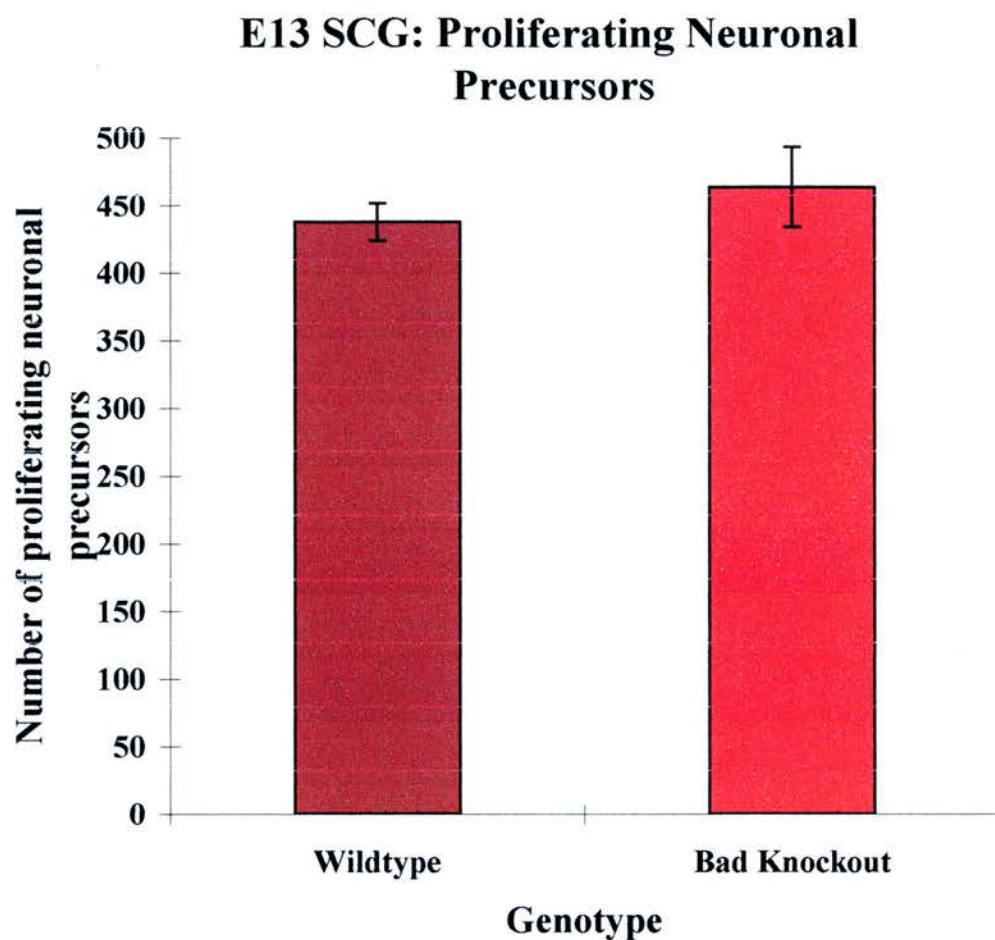 E13 SCG: Proliferating Neuronal
Precursors
Number of proliferating neuronal
precursors
500
450
400
350
300
250
200
150
100
50
0
Wildtype
Bad Knockout
Genotype